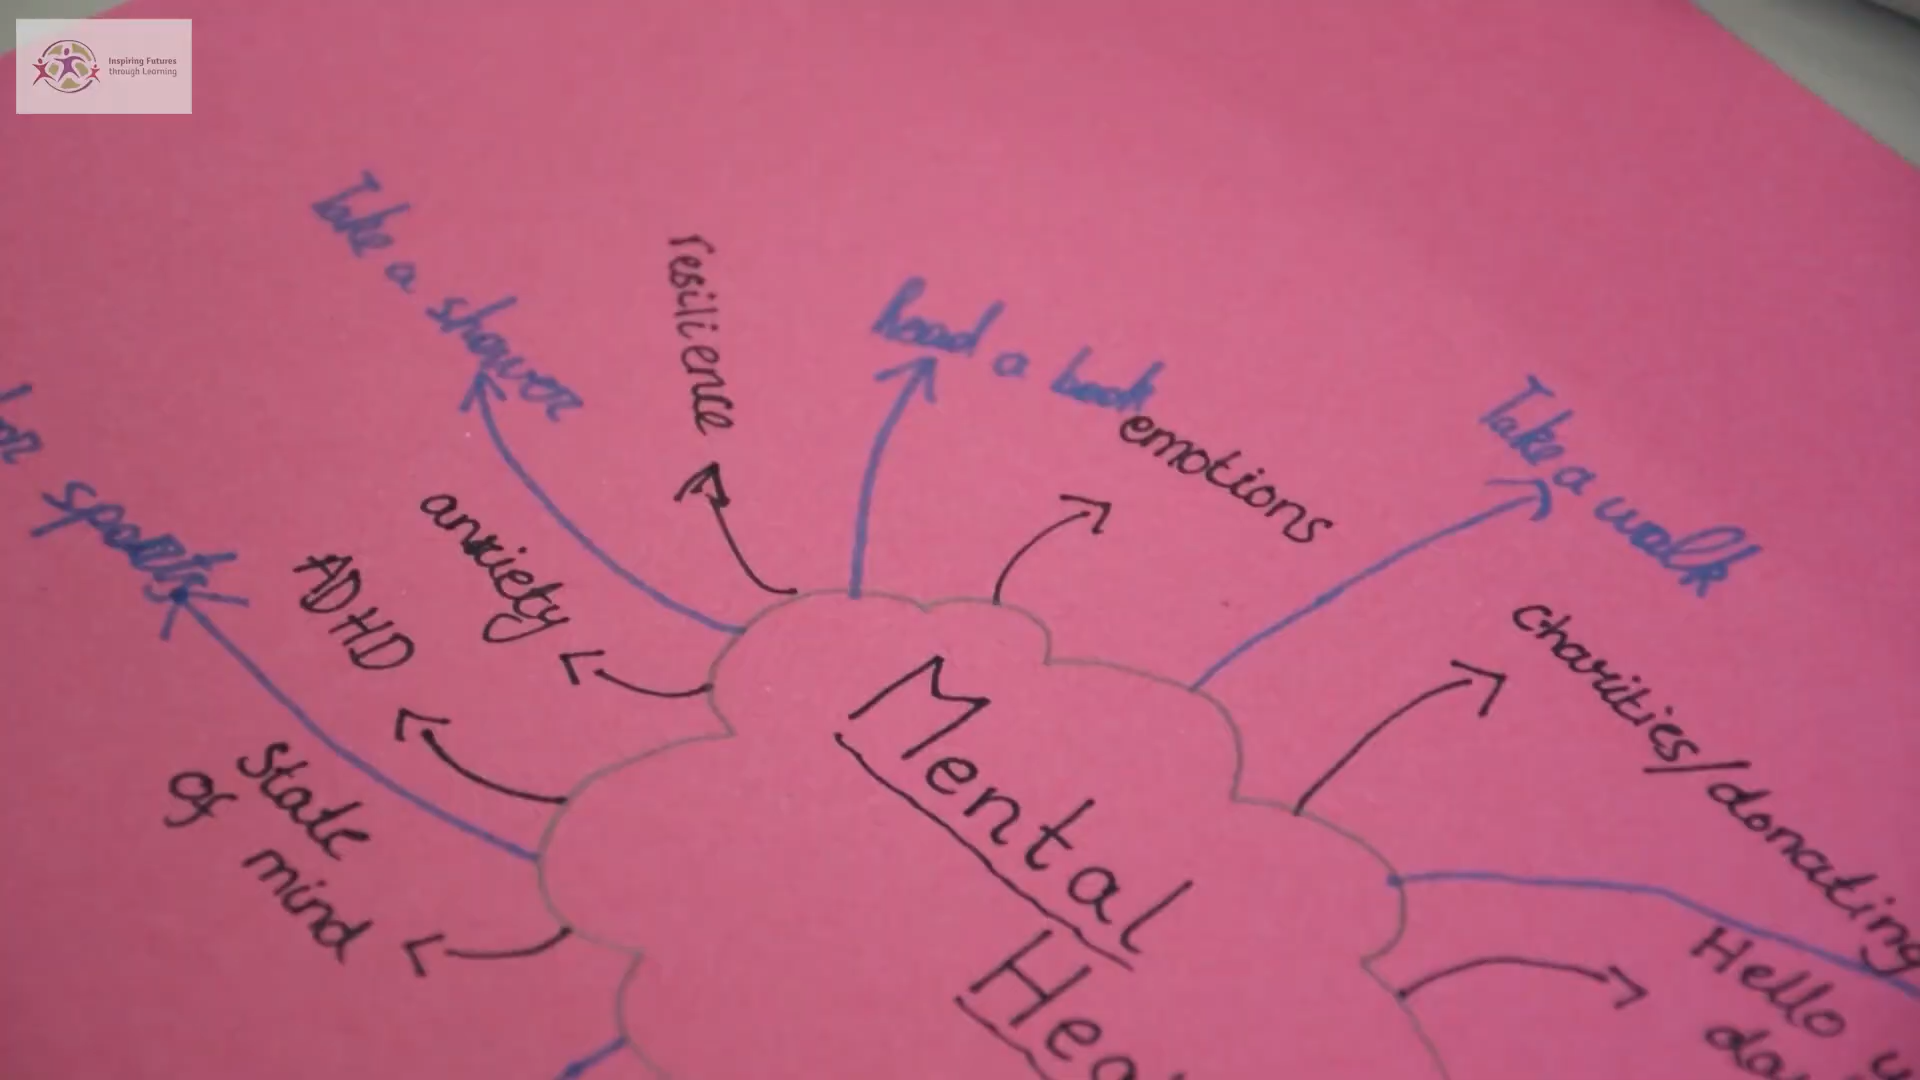 Inspiring Futures
through Learning
Take a shower
resilience
Read a book
emotions
Take a walk
sports
anxiety
ADHD
charities/donating
state
of mind
Mental
Hello